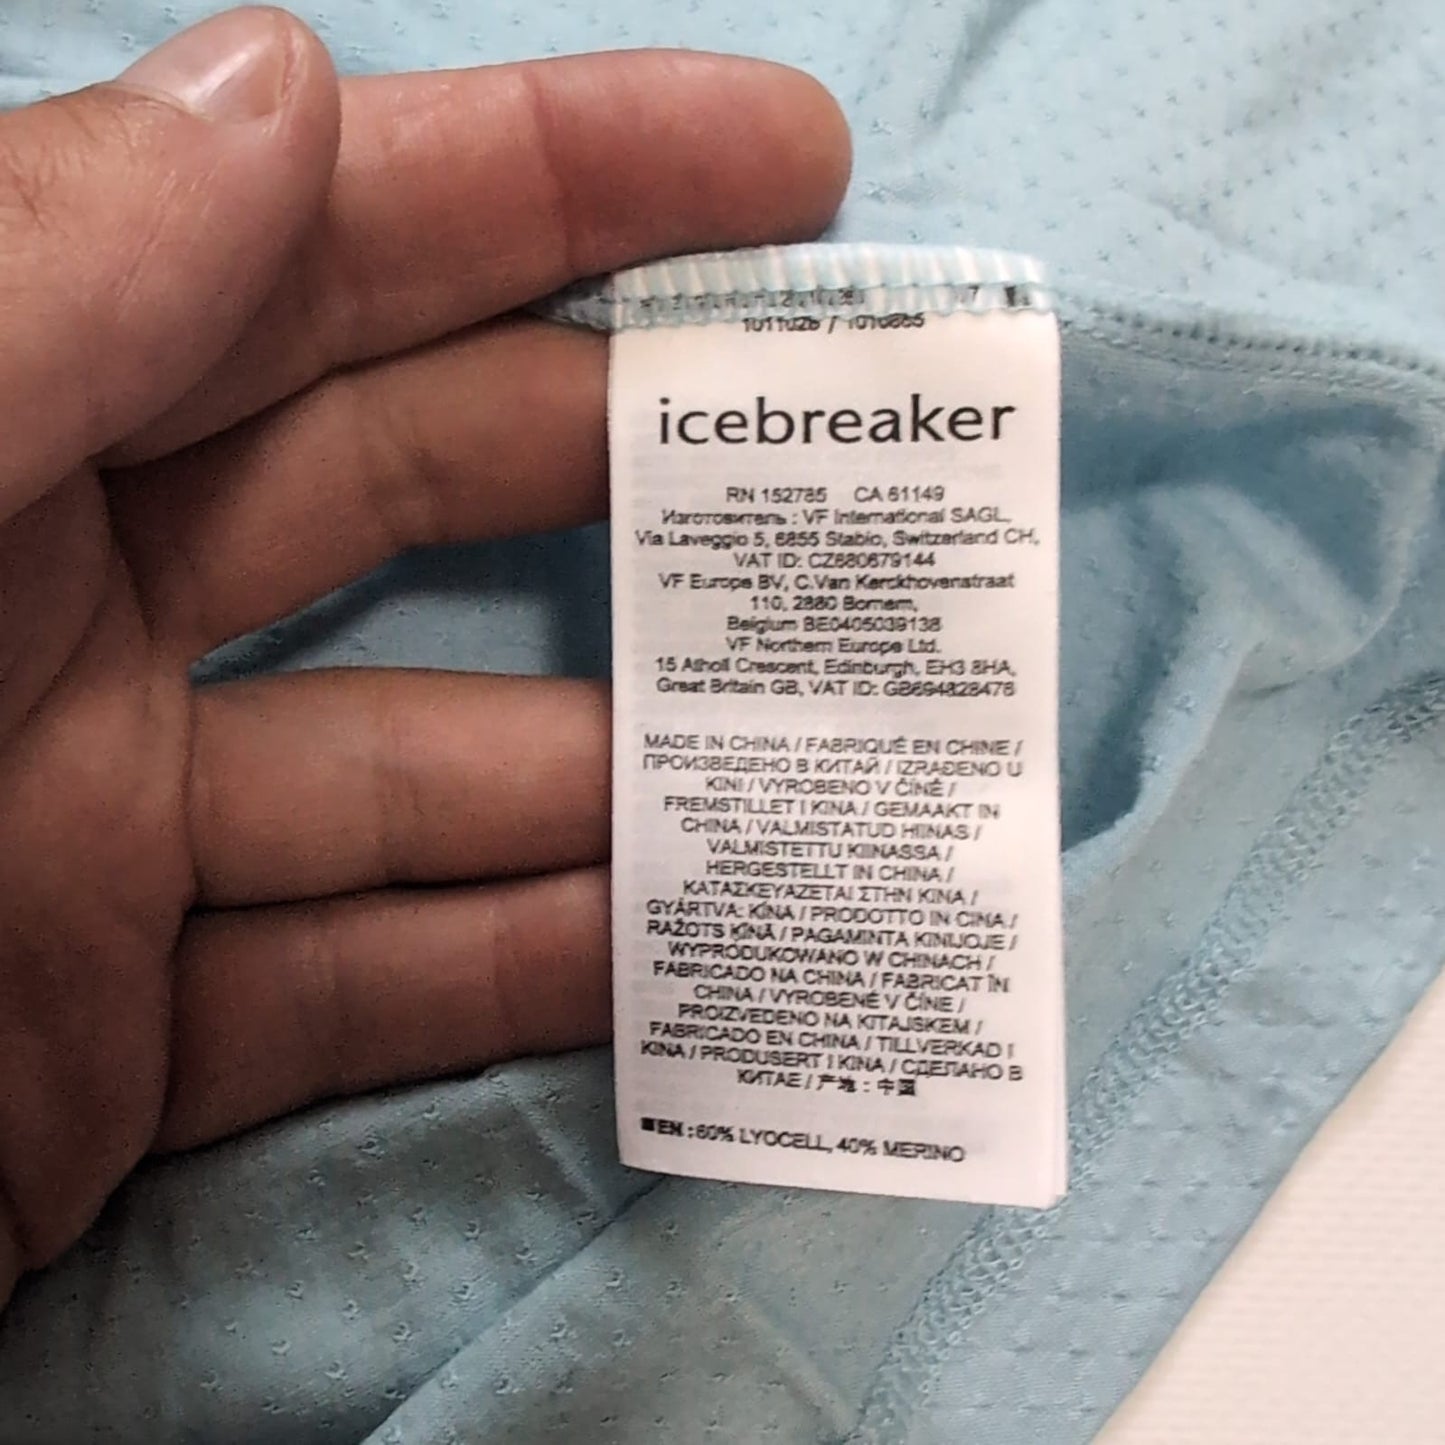 1011028 / 1010865
icebreaker
RN 152785 CA 61149
Изготовитель : VF International SAGL,
Via Laveggio 5, 6855 Stabio, Switzerland CH,
VAT ID: CZ680679144
VF Europe BV, C.Van Kerckhovenstraat
110, 2880 Bornem,
Belgium BE0405039138
VF Northern Europe Ltd.
15 Atholl Crescent, Edinburgh, EH3 8HA,
Great Britain GB, VAT ID: GB694828476
MADE IN CHINA / FABRIQUÉ EN CHINE /
ПРОИЗВЕДЕНО В КИТАЙ / IZRAĐENO U
KINI / VYROBENO V ČÍNĚ /
FREMSTILLET I KINA / GEMAAKT IN
CHINA / VALMISTATUD HIINAS /
VALMISTETTU KIINASSA /
HERGESTELLT IN CHINA /
ΚΑΤΑΣΚΕΥΑΖΕΤΑΙ ΣΤΗΝ ΚΙΝΑ /
GYÁRTVA: KÍNA / PRODOTTO IN CINA /
RAŽOTS ĶĪNĀ / PAGAMINTA KINIJOJE /
WYPRODUKOWANO W CHINACH /
FABRICADO NA CHINA / FABRICAT ÎN
CHINA / VYROBENÉ V ČÍNE /
PROIZVEDENO NA KITAJSKEM /
FABRICADO EN CHINA / TILLVERKAD I
KINA / PRODUSERT I KINA / СДЕЛАНО В
КИТАЕ / 产地 : 中国
EN : 60% LYOCELL, 40% MERINO